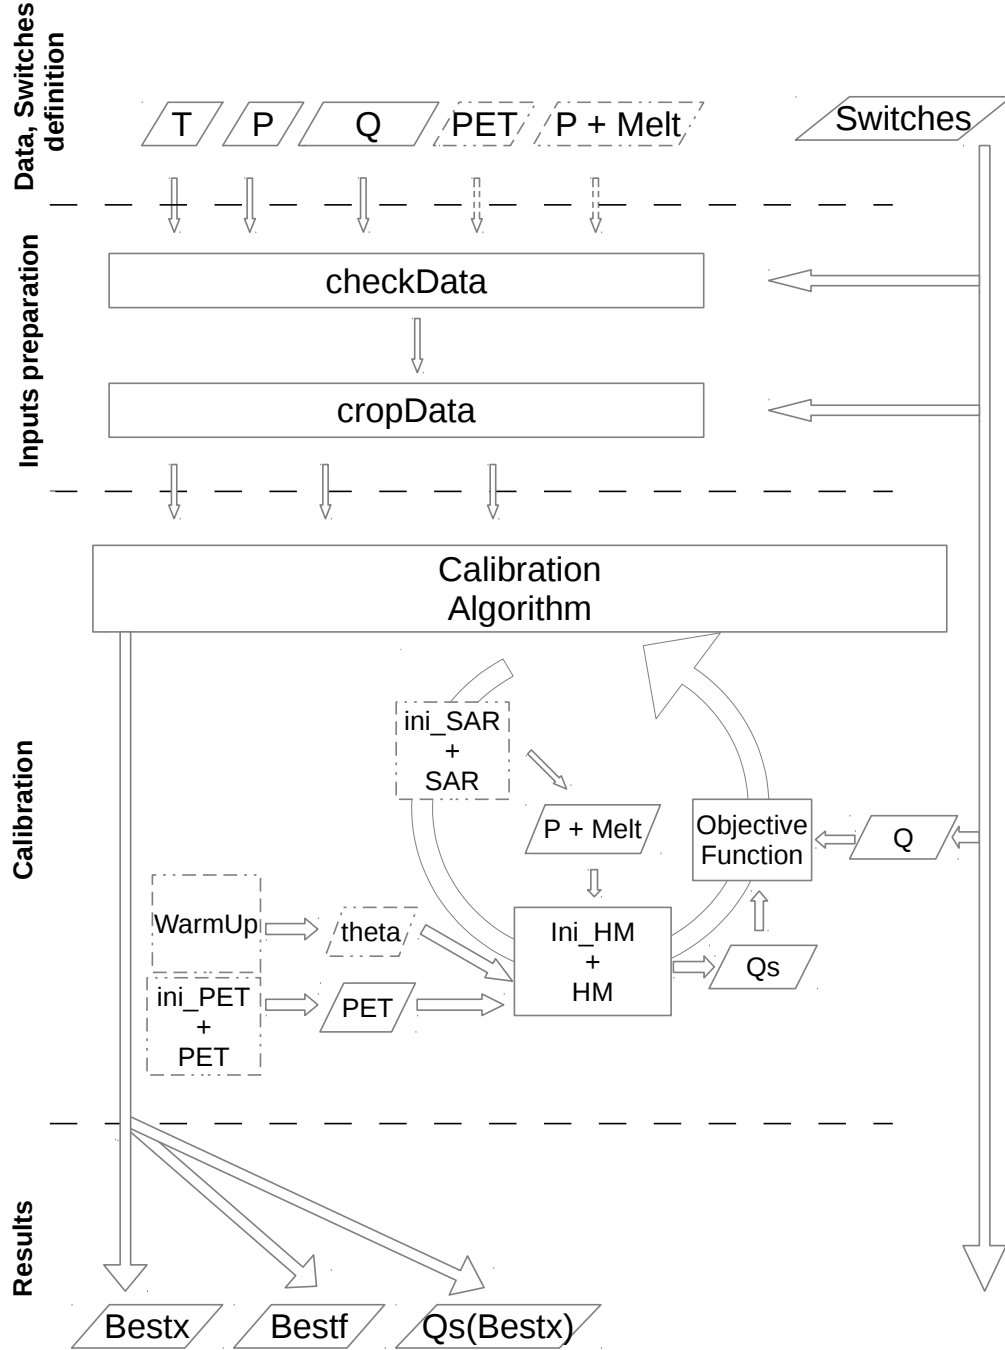 Data, Switches
definition
T
P
Q
PET
P + Melt
Switches
Inputs preparation
checkData
cropData
Calibration
Algorithm
Calibration
ini_SAR
+
SAR
P + Melt
Objective
Function
Q
WarmUp
theta
Ini_HM
+
HM
Qs
ini_PET
+
PET
PET
Results
Bestx
Bestf
Qs(Bestx)